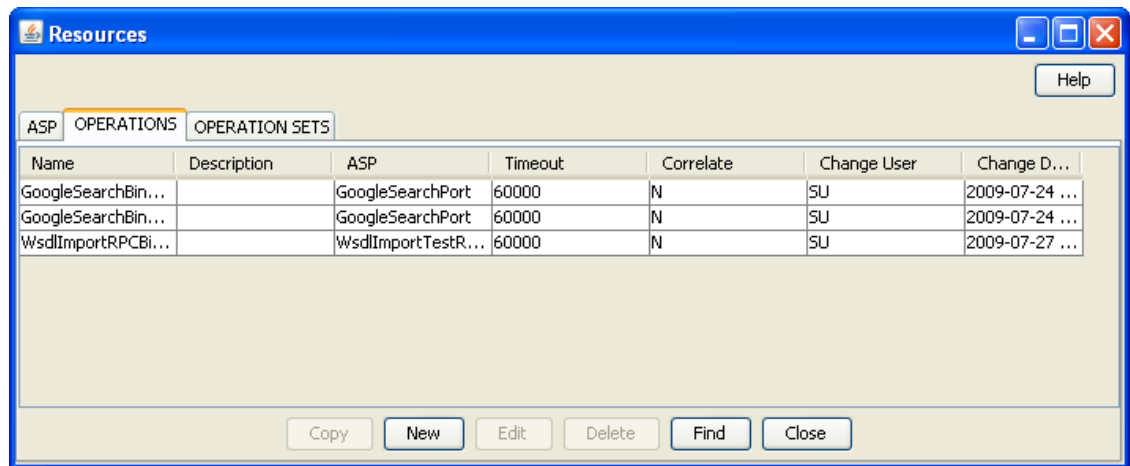 Resources
Help
ASP OPERATIONS OPERATION SETS
Name Description ASP Timeout Correlate Change User Change D...
GoogleSearchBin... GoogleSearchPort 60000 N SU 2009-07-24 ...
GoogleSearchBin... GoogleSearchPort 60000 N SU 2009-07-24 ...
WsdlImportRPCBi... WsdlImportTestR... 60000 N SU 2009-07-27 ...
Copy New Edit Delete Find Close